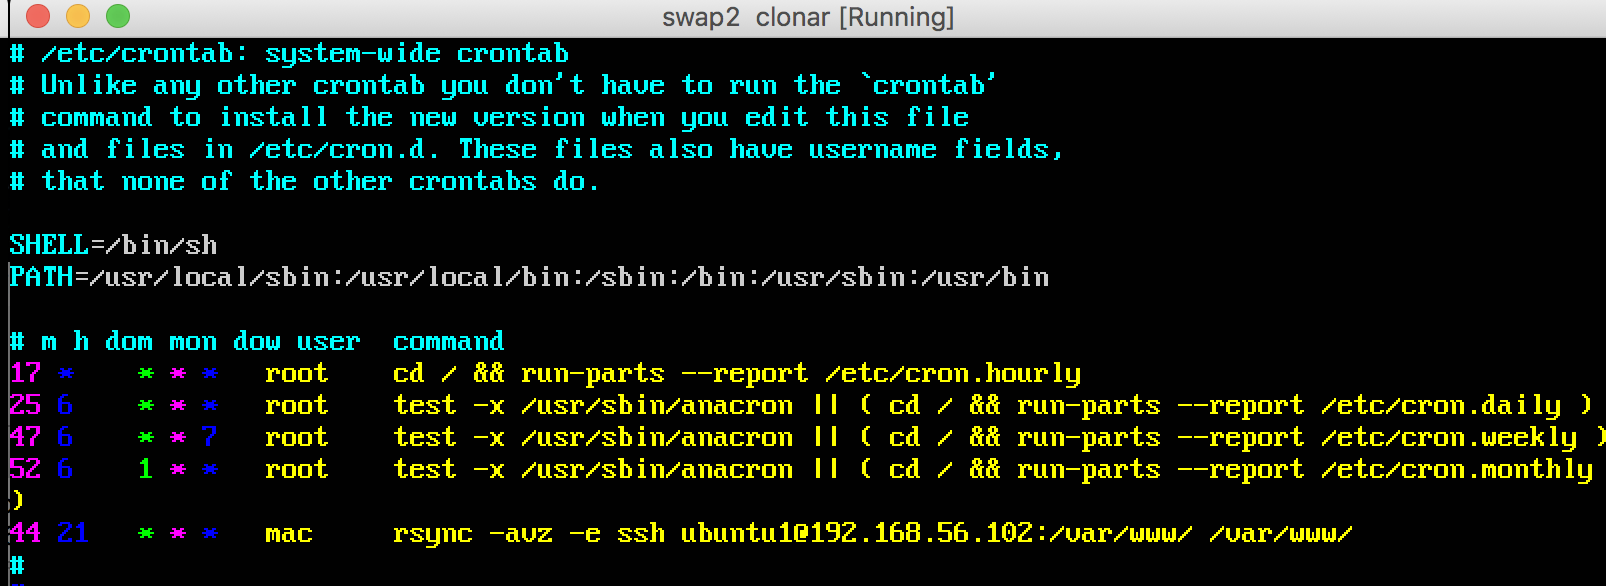 swap2 clonar [Running]
# /etc/crontab: system-wide crontab
# Unlike any other crontab you don't have to run the `crontab'
# command to install the new version when you edit this file
# and files in /etc/cron.d. These files also have username fields,
# that none of the other crontabs do.
SHELL=/bin/sh
PATH=/usr/local/sbin:/usr/local/bin:/sbin:/bin:/usr/sbin:/usr/bin
# m h dom mon dow user  command
17 *    * * *   root    cd / && run-parts --report /etc/cron.hourly
25 6    * * *   root    test -x /usr/sbin/anacron || ( cd / && run-parts --report /etc/cron.daily )
47 6    * * 7   root    test -x /usr/sbin/anacron || ( cd / && run-parts --report /etc/cron.weekly )
52 6    1 * *   root    test -x /usr/sbin/anacron || ( cd / && run-parts --report /etc/cron.monthly
)
44 21   * * *   mac     rsync -avz -e ssh ubuntu1@192.168.56.102:/var/www/ /var/www/
#